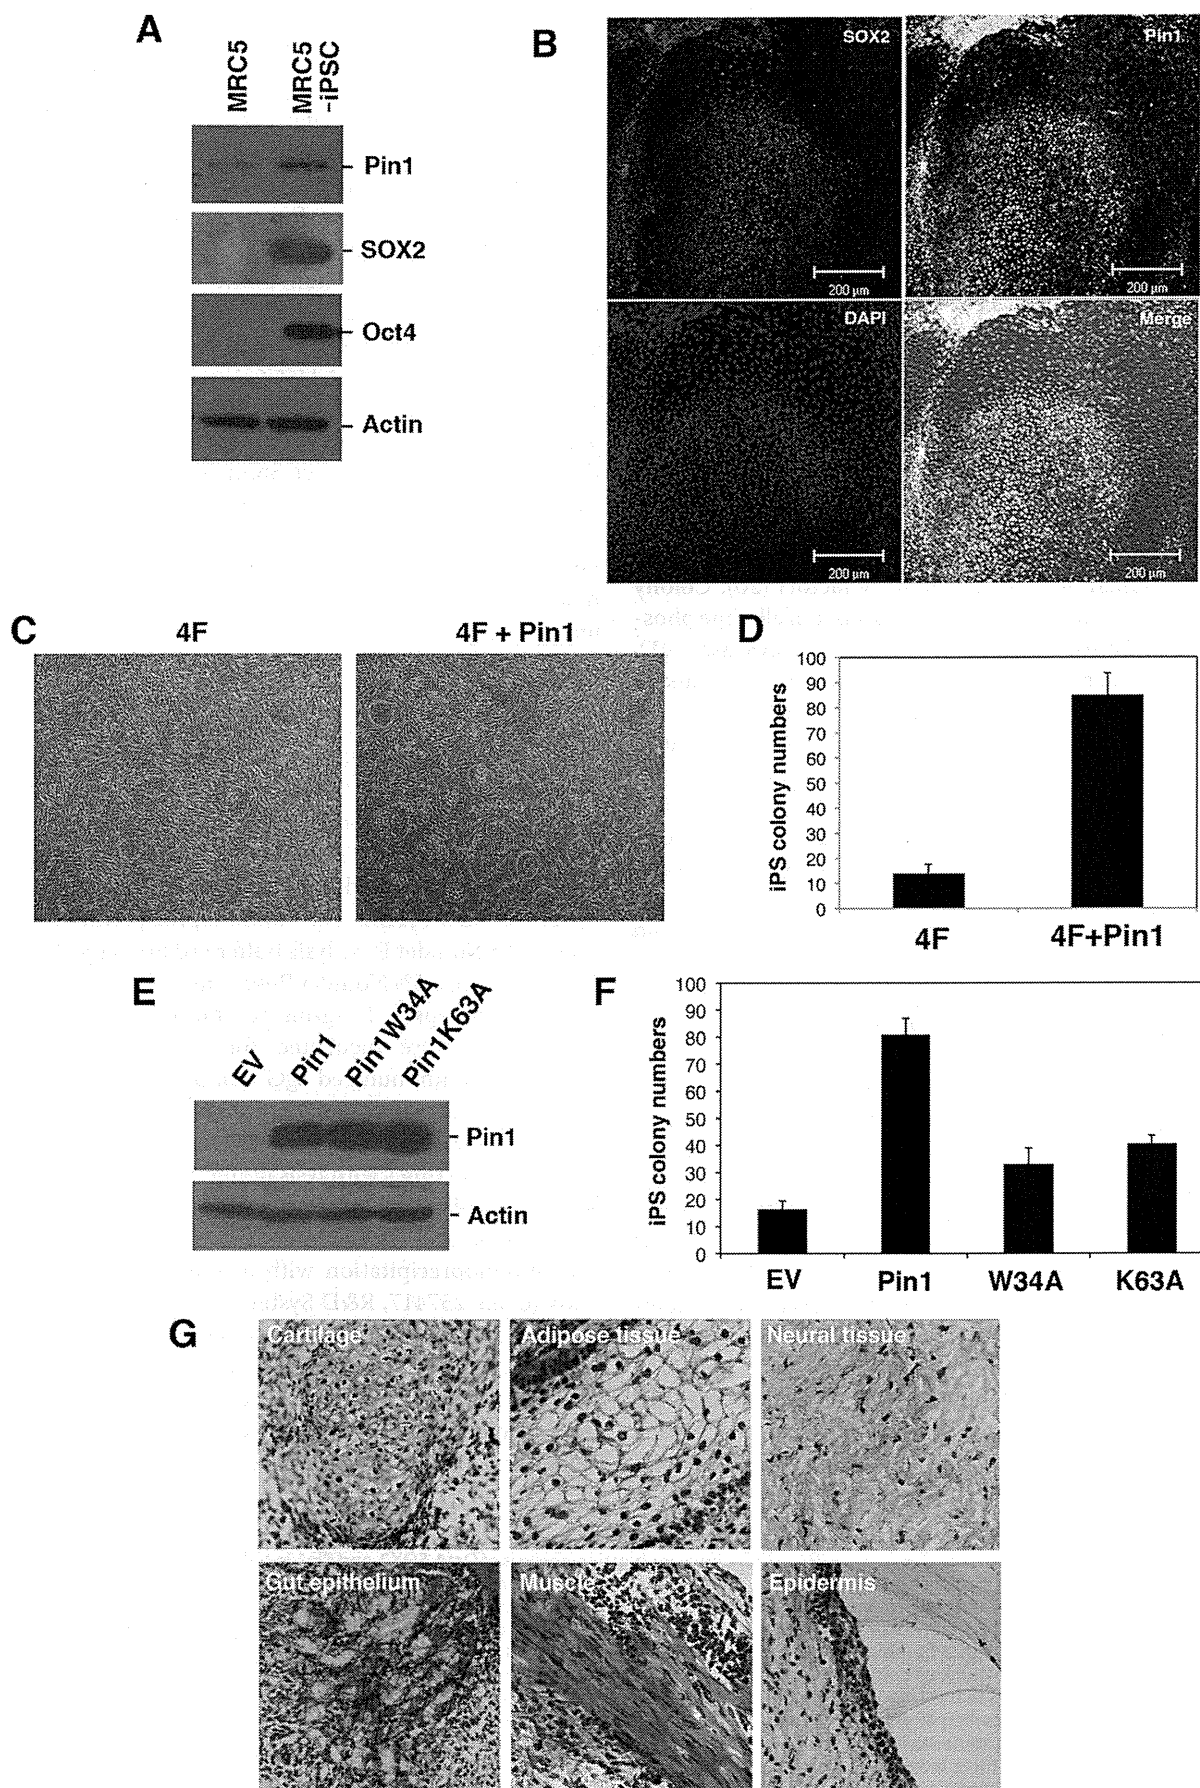 A
MRC5
MRC5
-iPSC
Pin1
SOX2
Oct4
Actin
B
SOX2
Pin1
200 µm
200 µm
DAPI
Merge
200 µm
200 µm
C
4F
4F + Pin1
D
iPS colony numbers
100
90
80
70
60
50
40
30
20
10
0
4F
4F+Pin1
E
EV
Pin1
Pin1W34A
Pin1K63A
Pin1
Actin
F
iPS colony numbers
100
90
80
70
60
50
40
30
20
10
0
EV
Pin1
W34A
K63A
G
Cartilage
Adipose tissue
Neural tissue
Gut epithelium
Muscle
Epidermis